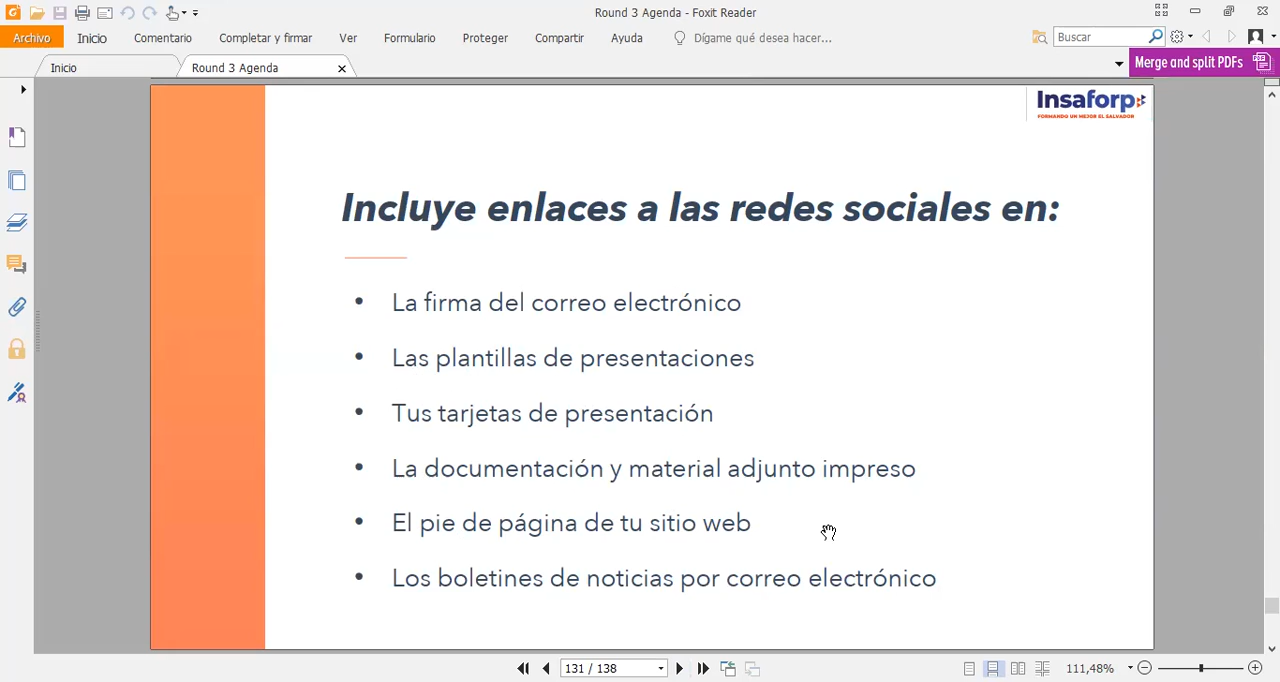 Round 3 Agenda - Foxit Reader
Archivo Inicio Comentario Completar y firmar Ver Formulario Proteger Compartir Ayuda Dígame qué desea hacer... Buscar
Inicio Round 3 Agenda Merge and split PDFs
Insaforp
FORMANDO UN MEJOR EL SALVADOR
Incluye enlaces a las redes sociales en:
• La firma del correo electrónico
• Las plantillas de presentaciones
• Tus tarjetas de presentación
• La documentación y material adjunto impreso
• El pie de página de tu sitio web
• Los boletines de noticias por correo electrónico
131 / 138 111,48%